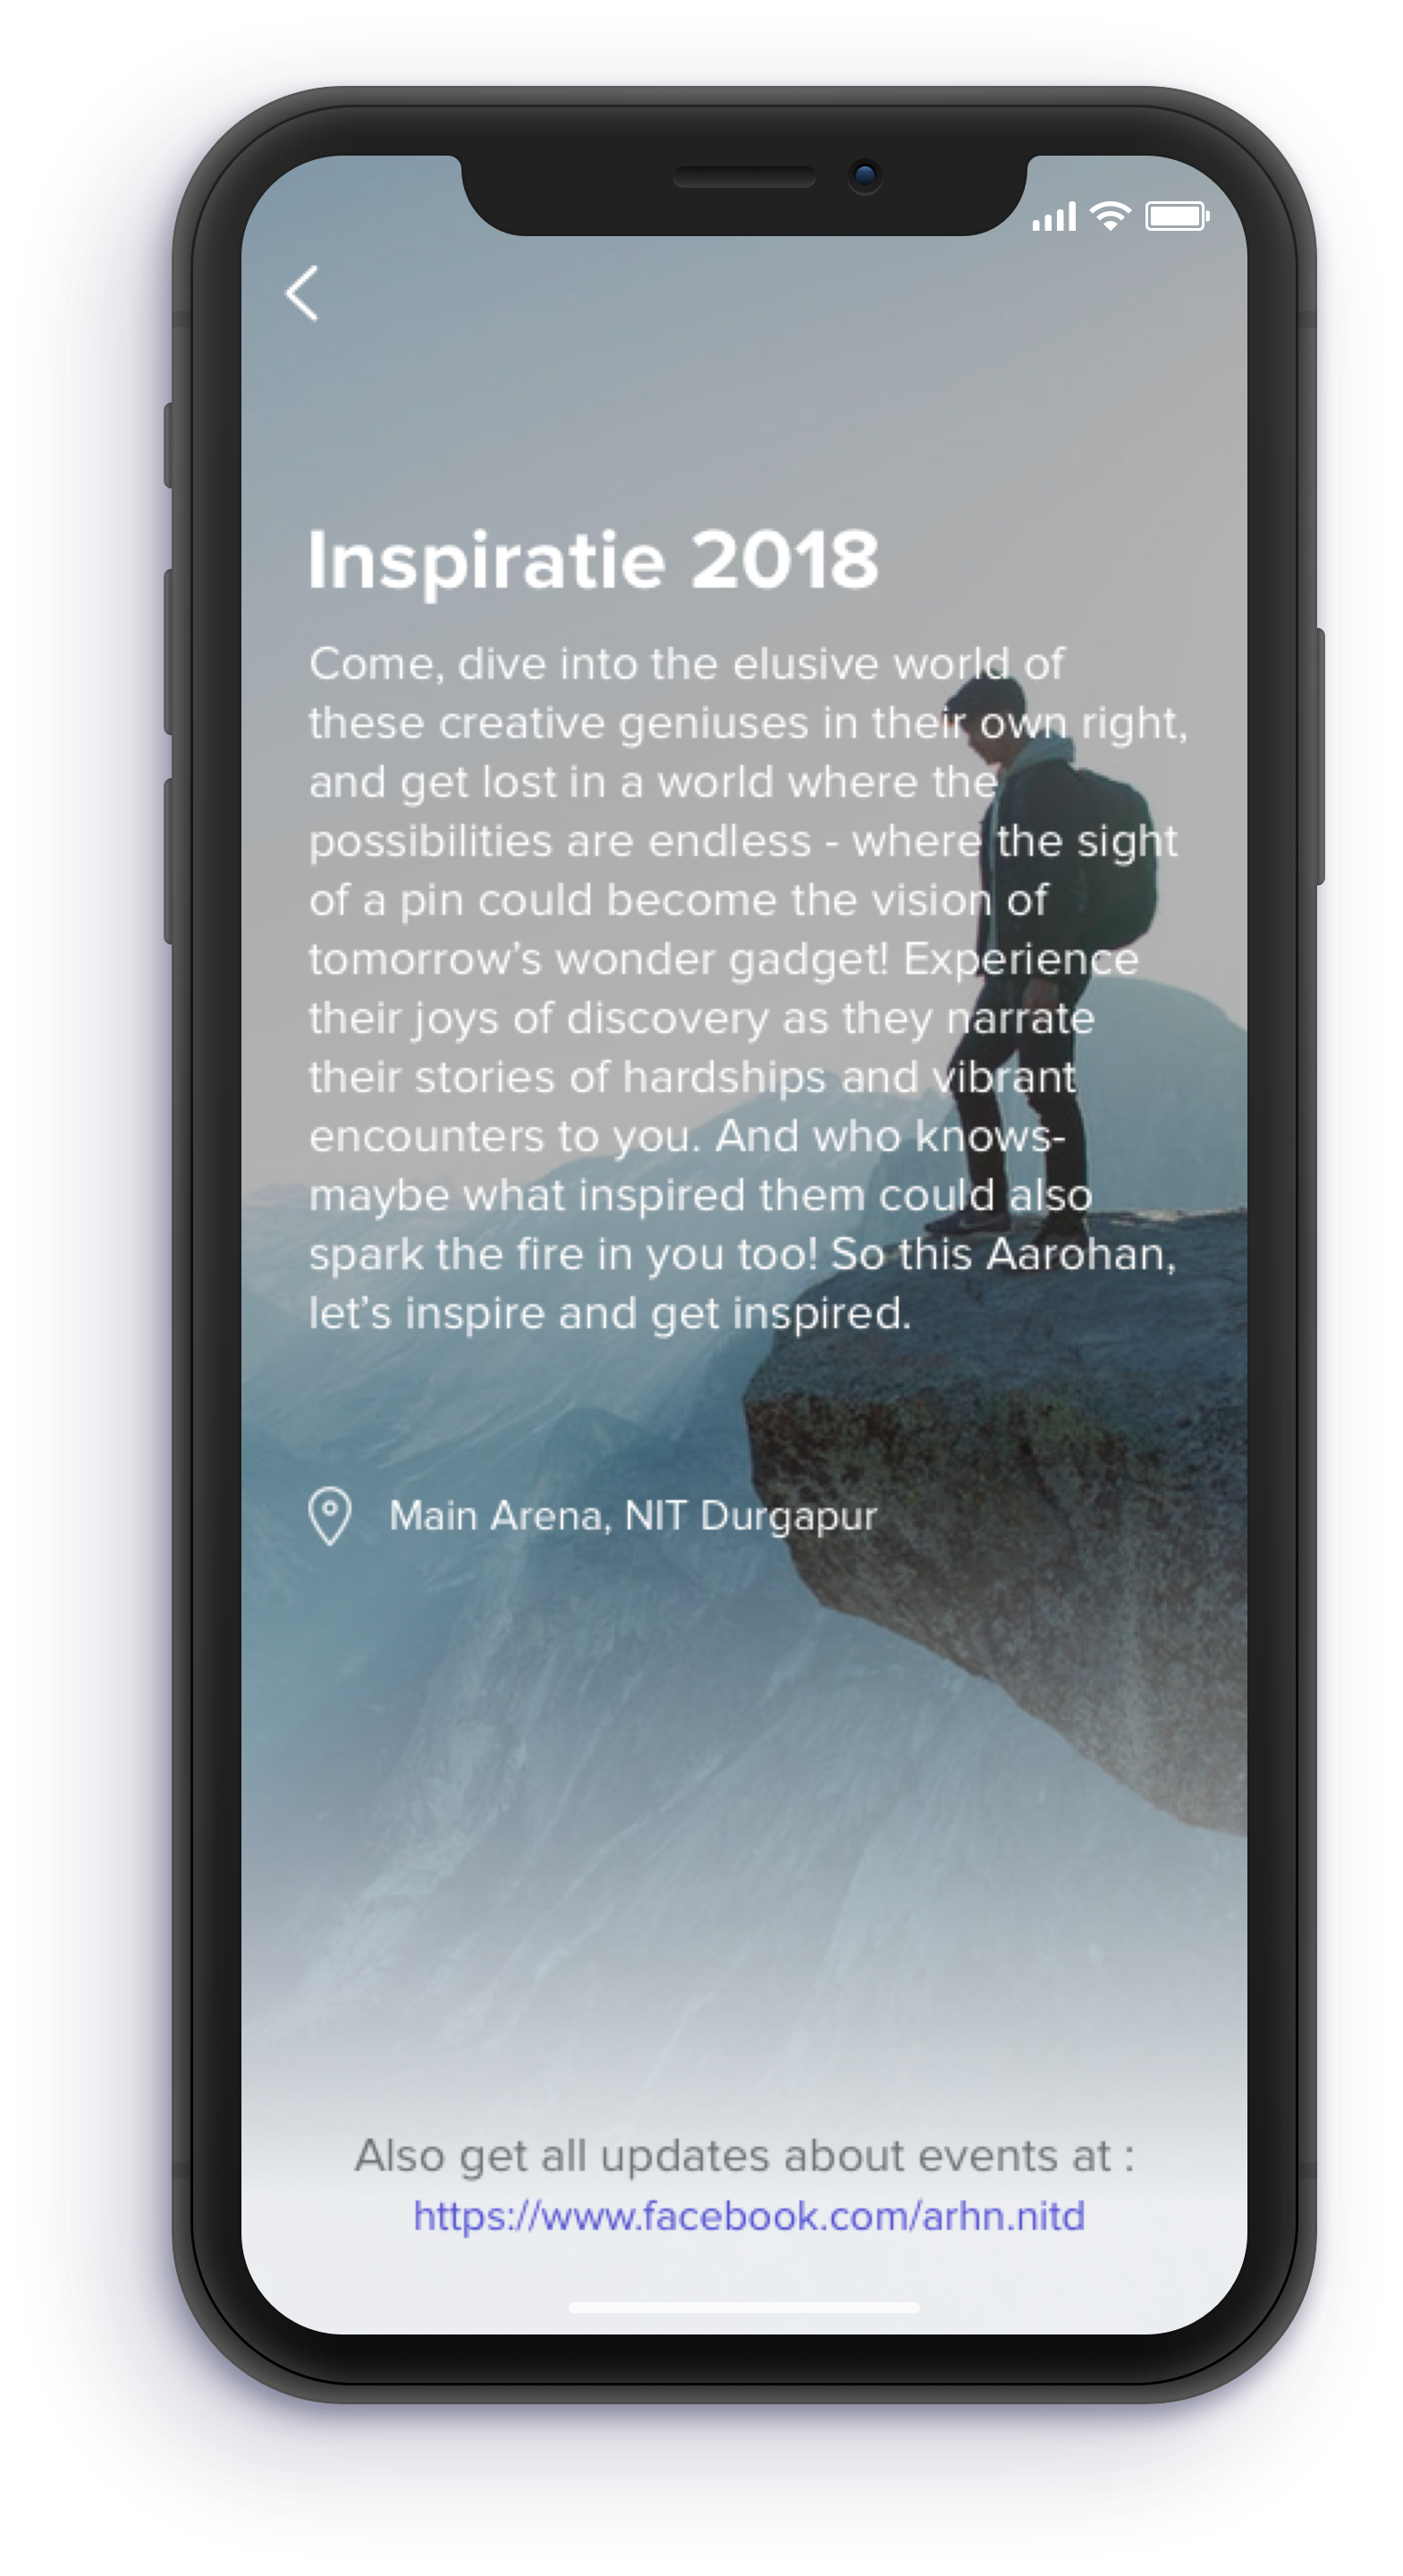 Inspiratie 2018
Come, dive into the elusive world of
these creative geniuses in their own right,
and get lost in a world where the
possibilities are endless - where the sight
of a pin could become the vision of
tomorrow’s wonder gadget! Experience
their joys of discovery as they narrate
their stories of hardships and vibrant
encounters to you. And who knows-
maybe what inspired them could also
spark the fire in you too! So this Aarohan,
let’s inspire and get inspired.
Main Arena, NIT Durgapur
Also get all updates about events at :
https://www.facebook.com/arhn.nitd